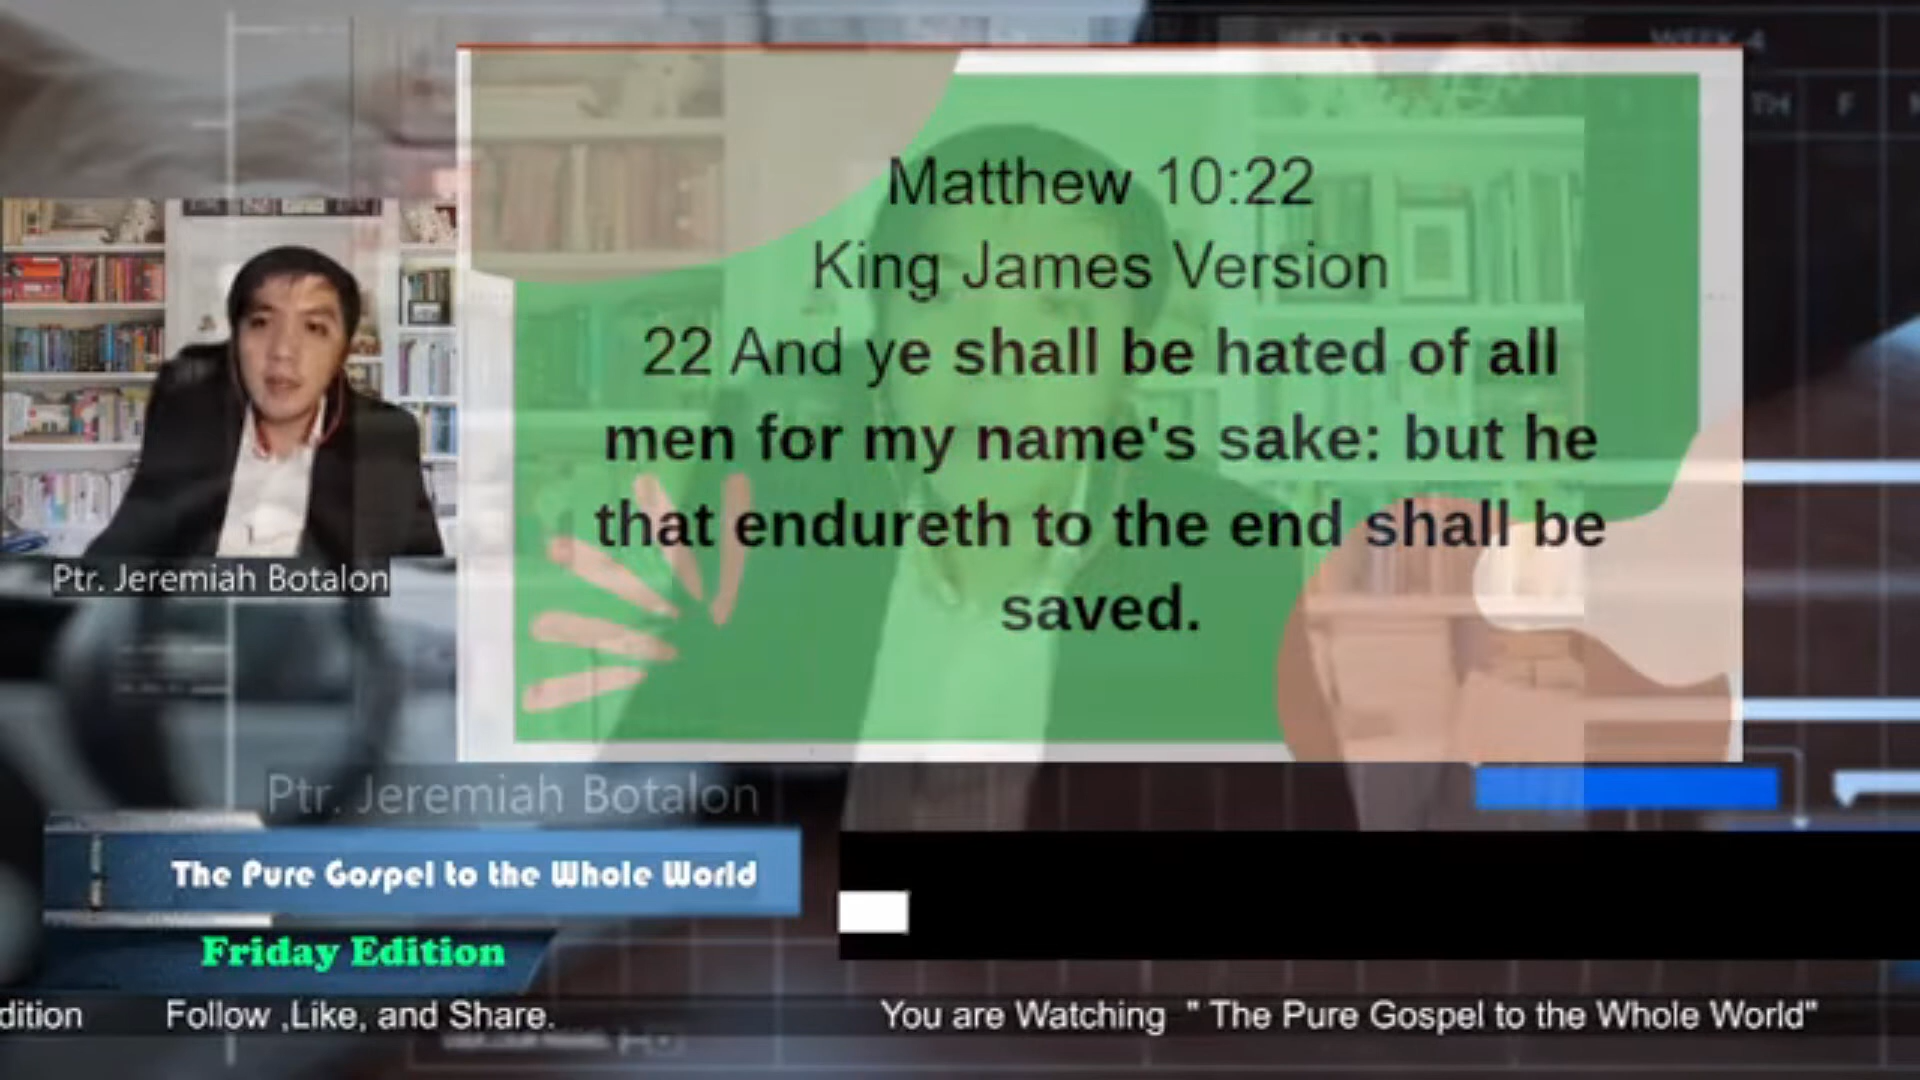 WEEK 4
TH F
Matthew 10:22
King James Version
22 And ye shall be hated of all
men for my name's sake: but he
that endureth to the end shall be
saved.
Ptr. Jeremiah Botalon
Ptr. Jeremiah Botalon
The Pure Gospel to the Whole World
Friday Edition
dition Follow ,Like, and Share. You are Watching " The Pure Gospel to the Whole World"